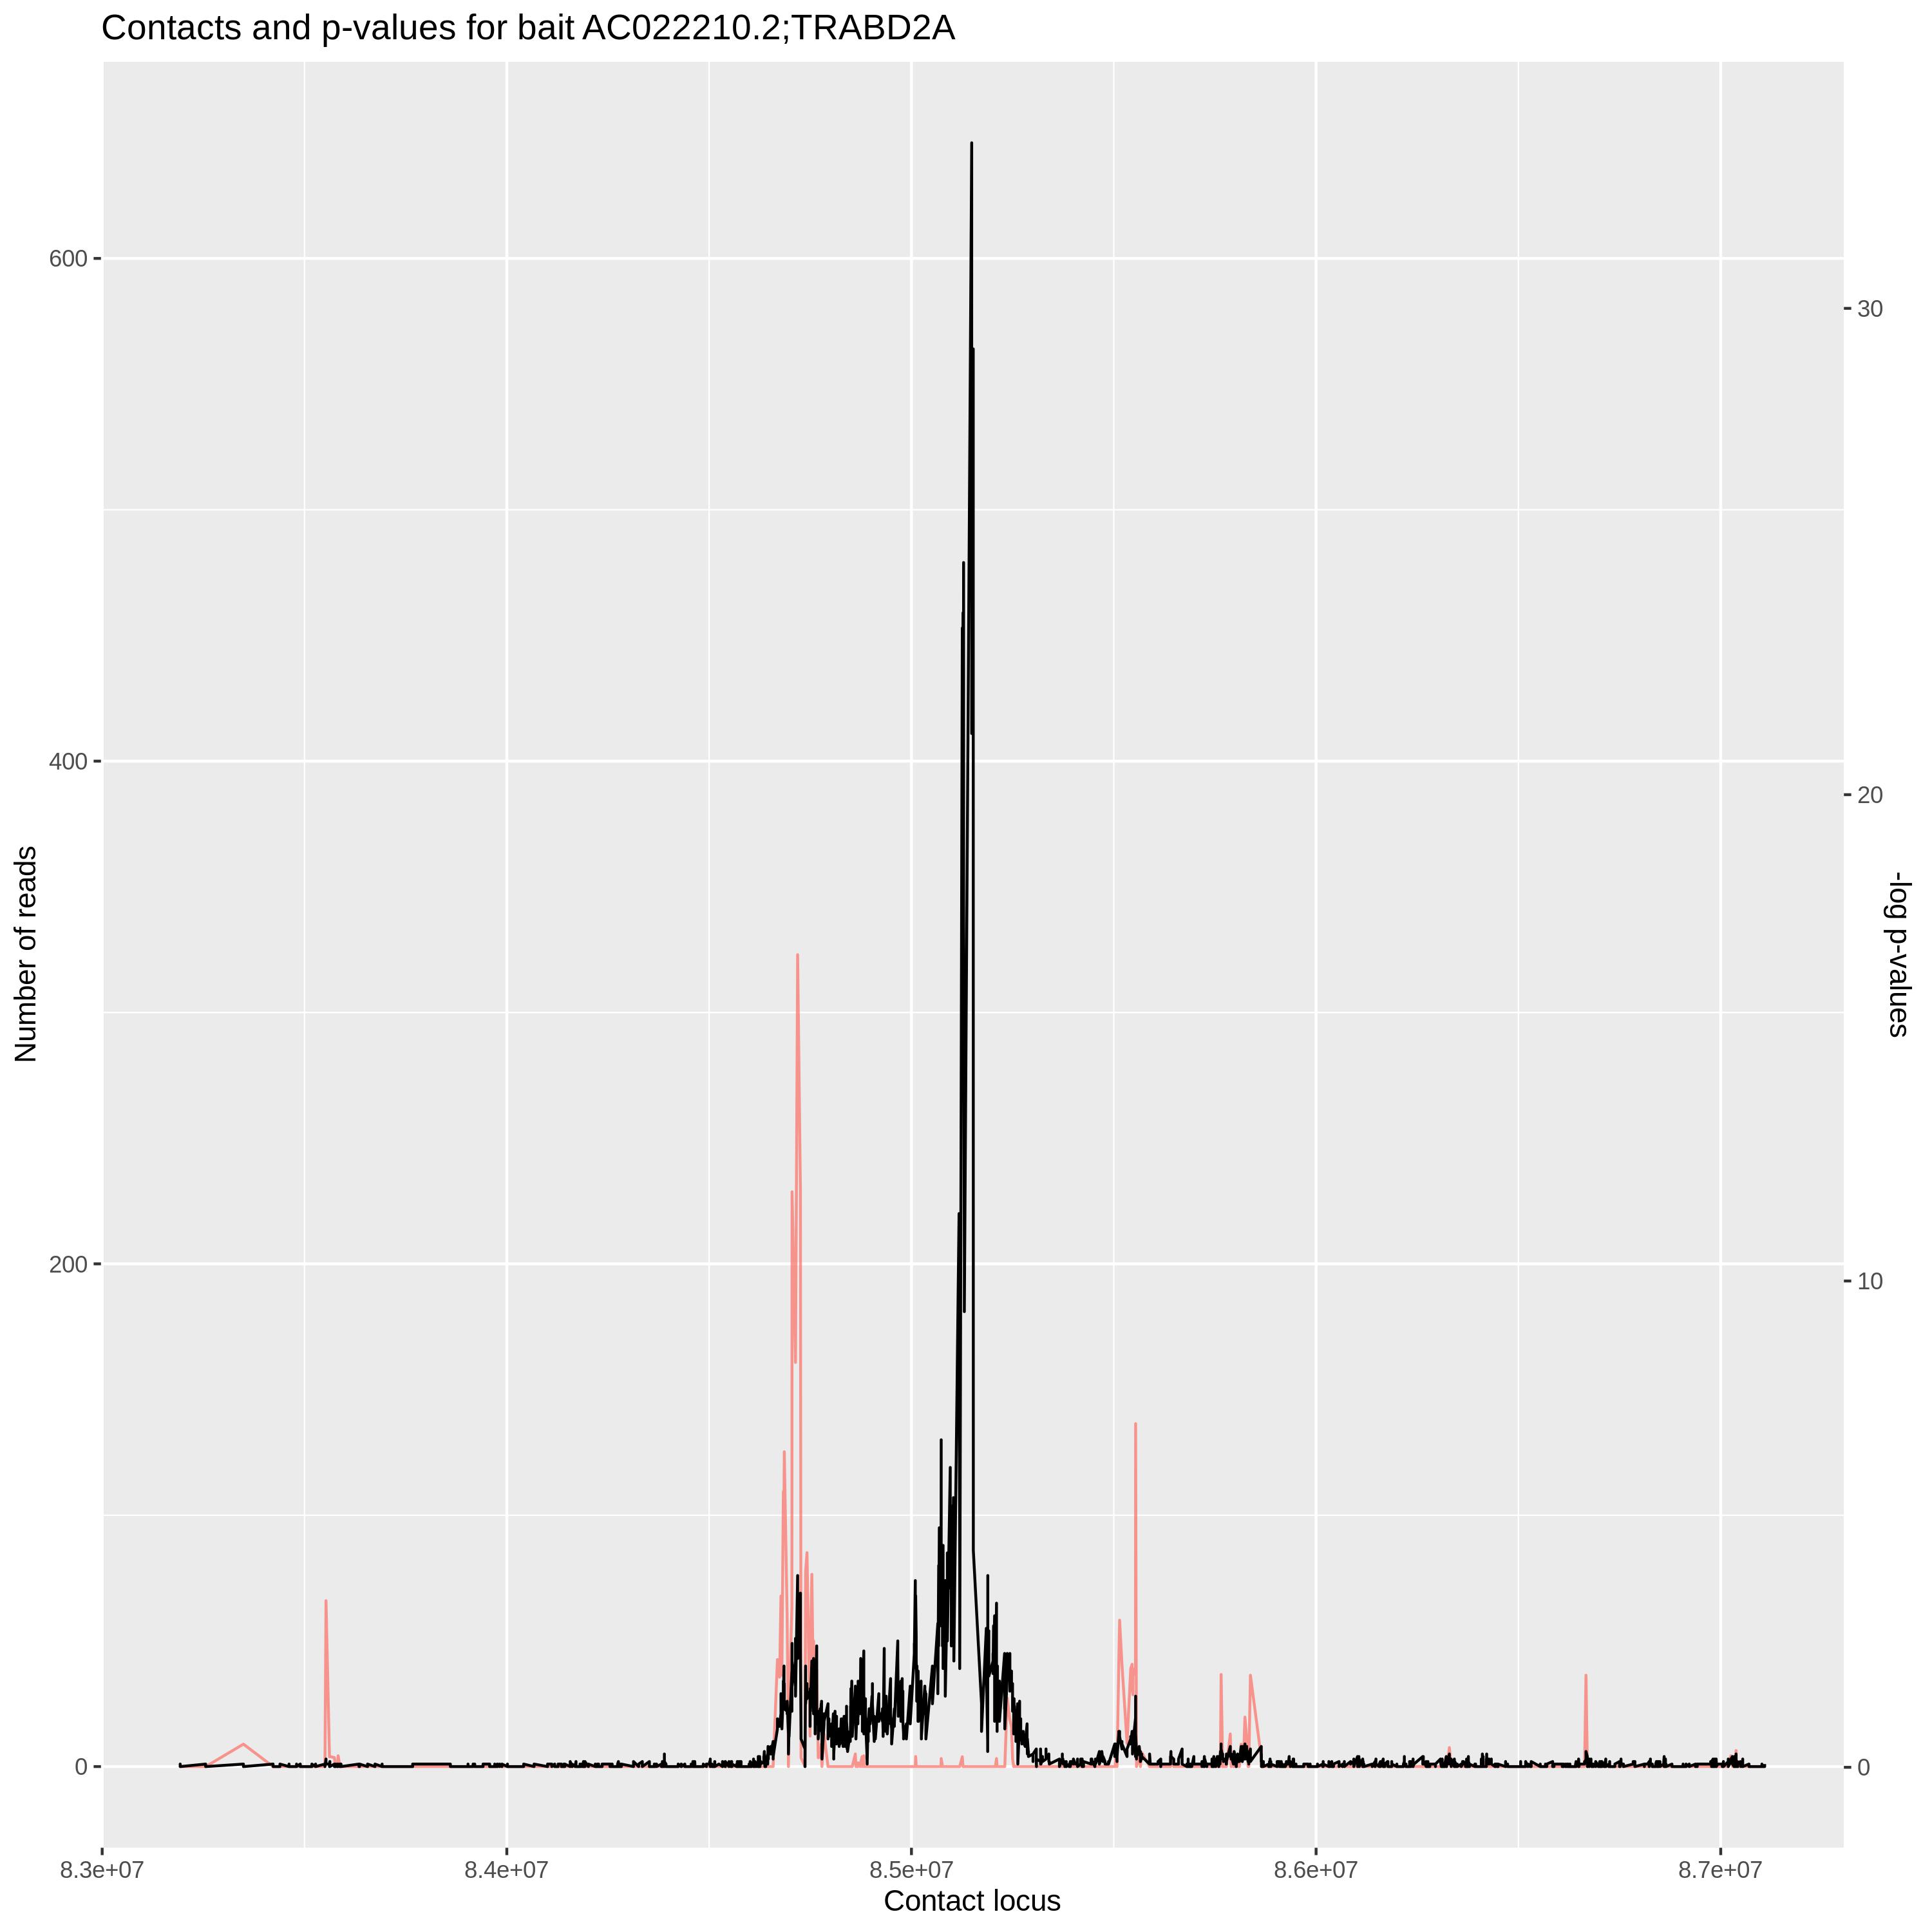 Contacts and p-values for bait AC022210.2;TRABD2A
600
400
200
0
Number of reads
30
20
10
0
-log p-values
8.3e+07
8.4e+07
8.5e+07
8.6e+07
8.7e+07
Contact locus